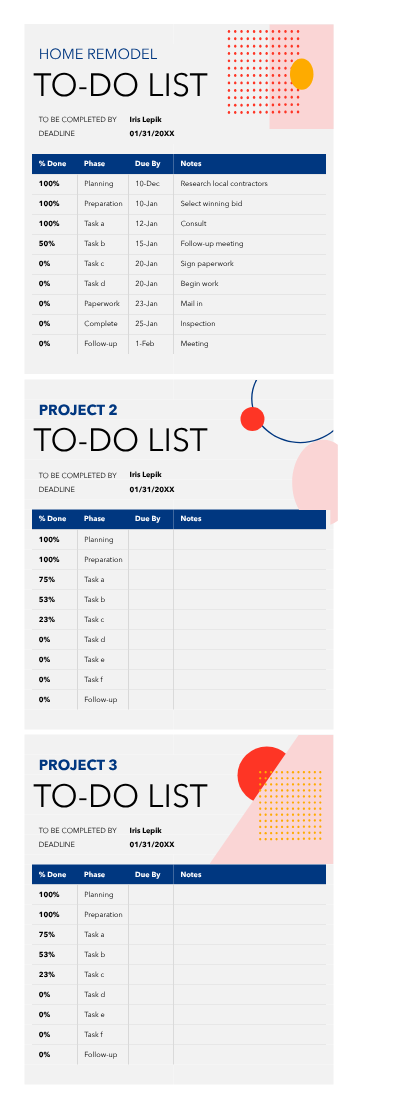 HOME REMODEL
TO-DO LIST
TO BE COMPLETED BY Iris Lepik
DEADLINE 01/31/20XX
% Done Phase Due By Notes
100% Planning 10-Dec Research local contractors
100% Preparation 10-Jan Select winning bid
100% Task a 12-Jan Consult
50% Task b 15-Jan Follow-up meeting
0% Task c 20-Jan Sign paperwork
0% Task d 20-Jan Begin work
0% Paperwork 23-Jan Mail in
0% Complete 25-Jan Inspection
0% Follow-up 1-Feb Meeting
PROJECT 2
TO-DO LIST
TO BE COMPLETED BY Iris Lepik
DEADLINE 01/31/20XX
% Done Phase Due By Notes
100% Planning
100% Preparation
75% Task a
53% Task b
23% Task c
0% Task d
0% Task e
0% Task f
0% Follow-up
PROJECT 3
TO-DO LIST
TO BE COMPLETED BY Iris Lepik
DEADLINE 01/31/20XX
% Done Phase Due By Notes
100% Planning
100% Preparation
75% Task a
53% Task b
23% Task c
0% Task d
0% Task e
0% Task f
0% Follow-up